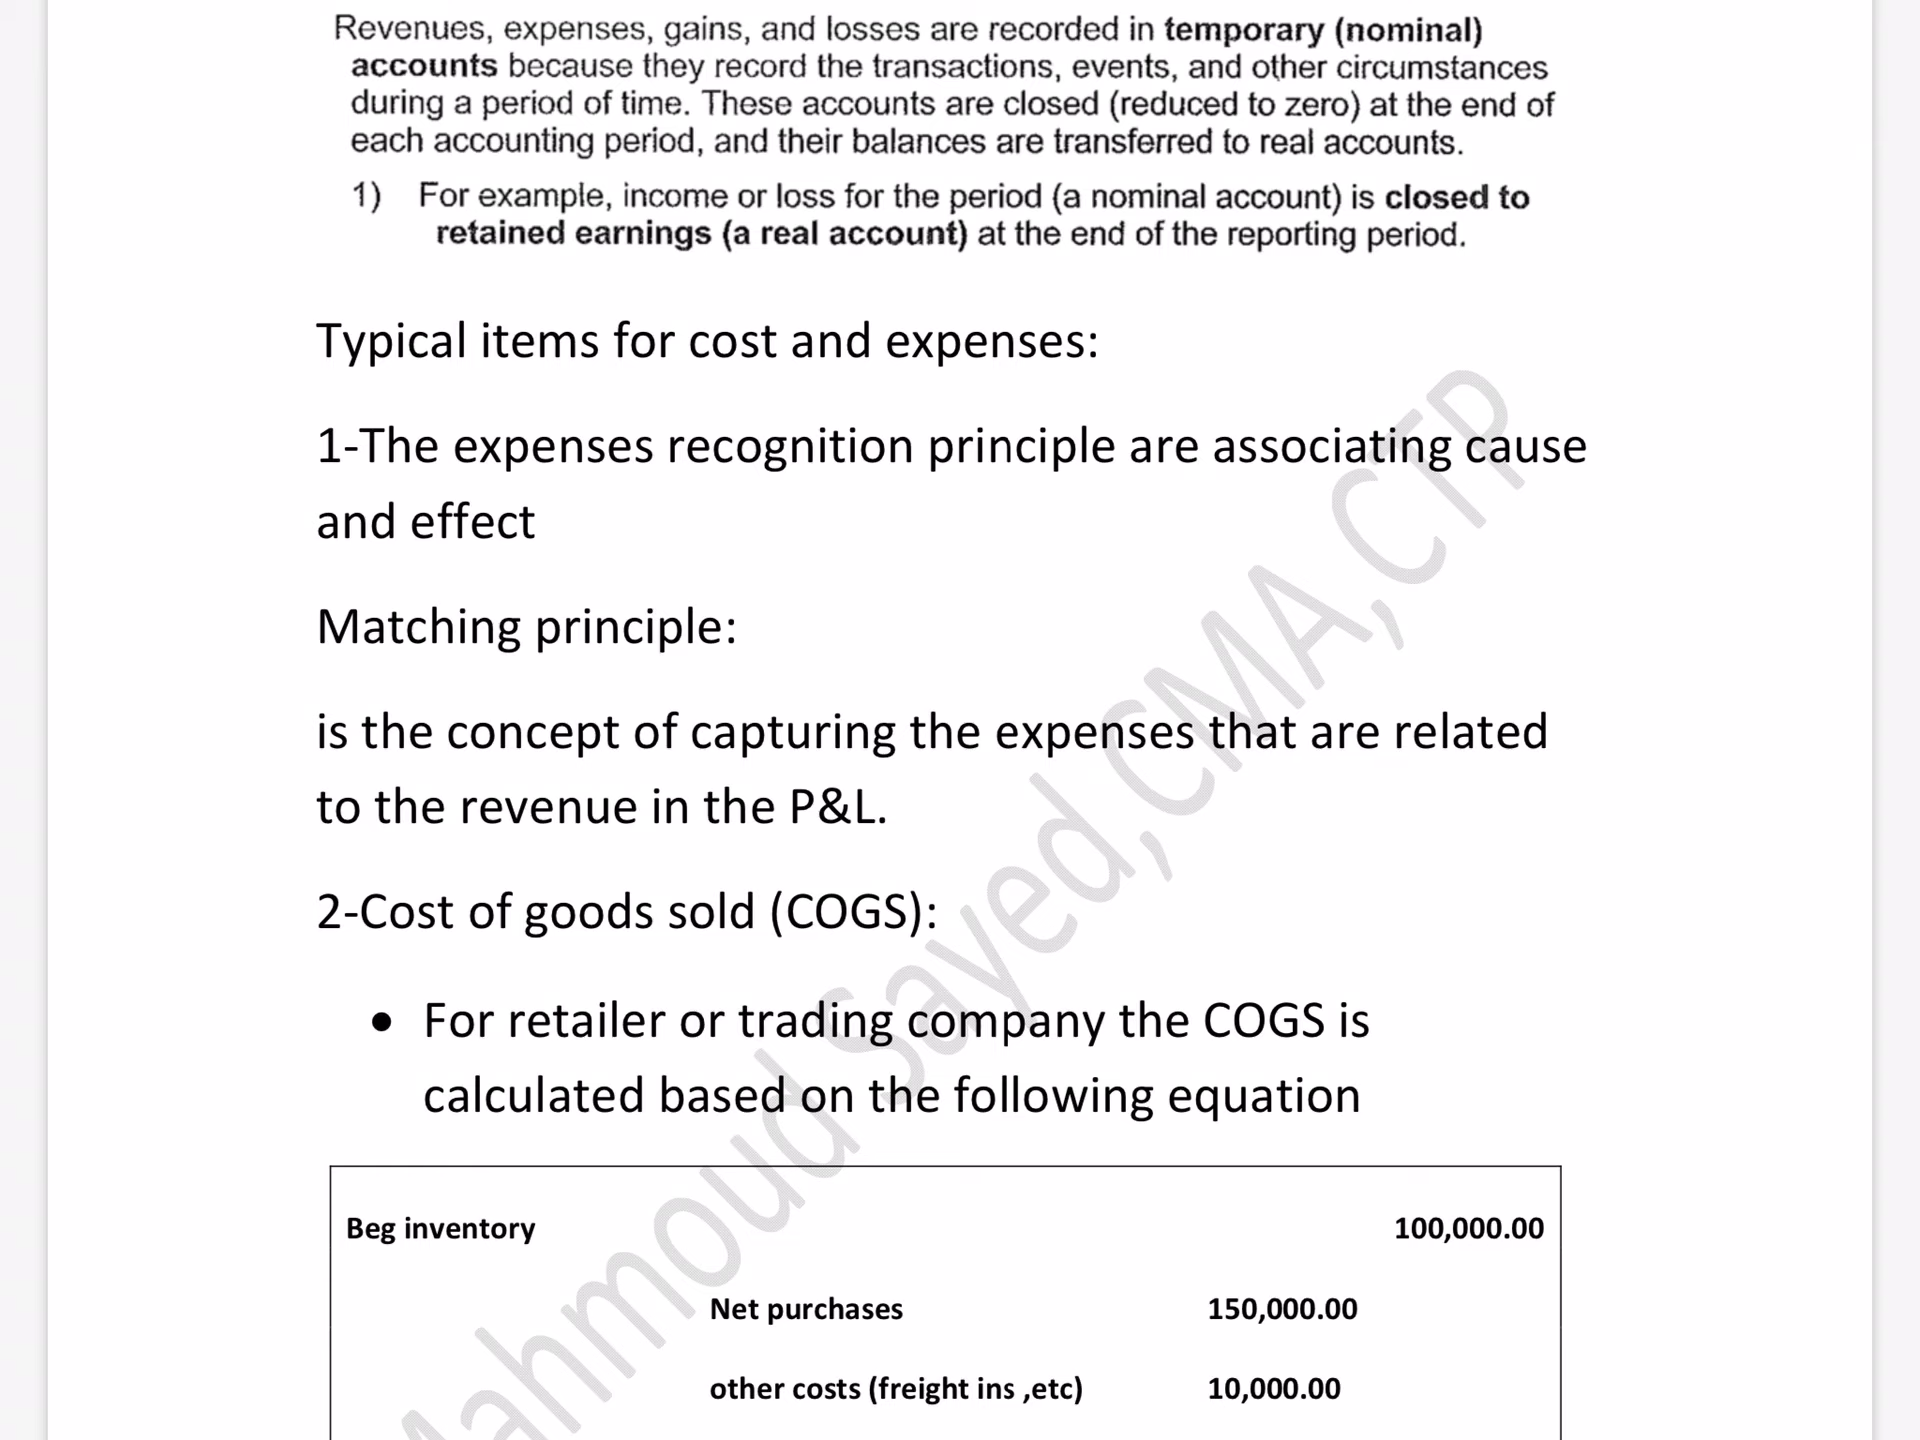 Revenues, expenses, gains, and losses are recorded in temporary (nominal)
accounts because they record the transactions, events, and other circumstances
during a period of time. These accounts are closed (reduced to zero) at the end of
each accounting period, and their balances are transferred to real accounts.
1) For example, income or loss for the period (a nominal account) is closed to
retained earnings (a real account) at the end of the reporting period.
Typical items for cost and expenses:
1-The expenses recognition principle are associating cause
and effect
Matching principle:
is the concept of capturing the expenses that are related
to the revenue in the P&L.
2-Cost of goods sold (COGS):
• For retailer or trading company the COGS is
calculated based on the following equation
Beg inventory 100,000.00
Net purchases 150,000.00
other costs (freight ins ,etc) 10,000.00
Mahmoud Sayed,CMA,CTP